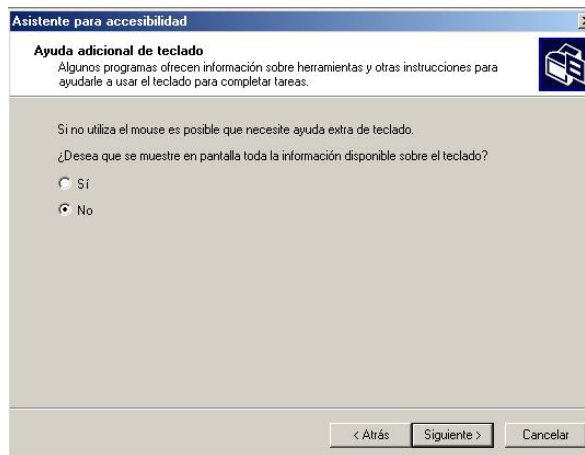 Asistente para accesibilidad
Ayuda adicional de teclado
Algunos programas ofrecen información sobre herramientas y otras instrucciones para
ayudarle a usar el teclado para completar tareas.
Si no utiliza el mouse es posible que necesite ayuda extra de teclado.
¿Desea que se muestre en pantalla toda la información disponible sobre el teclado?
Sí
No
< Atrás
Siguiente >
Cancelar